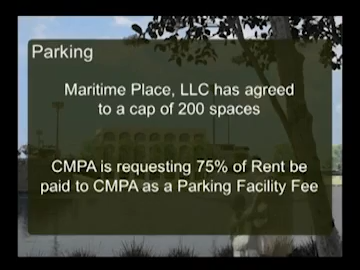 Parking
Maritime Place, LLC has agreed
to a cap of 200 spaces
CMPA is requesting 75% of Rent be
paid to CMPA as a Parking Facility Fee